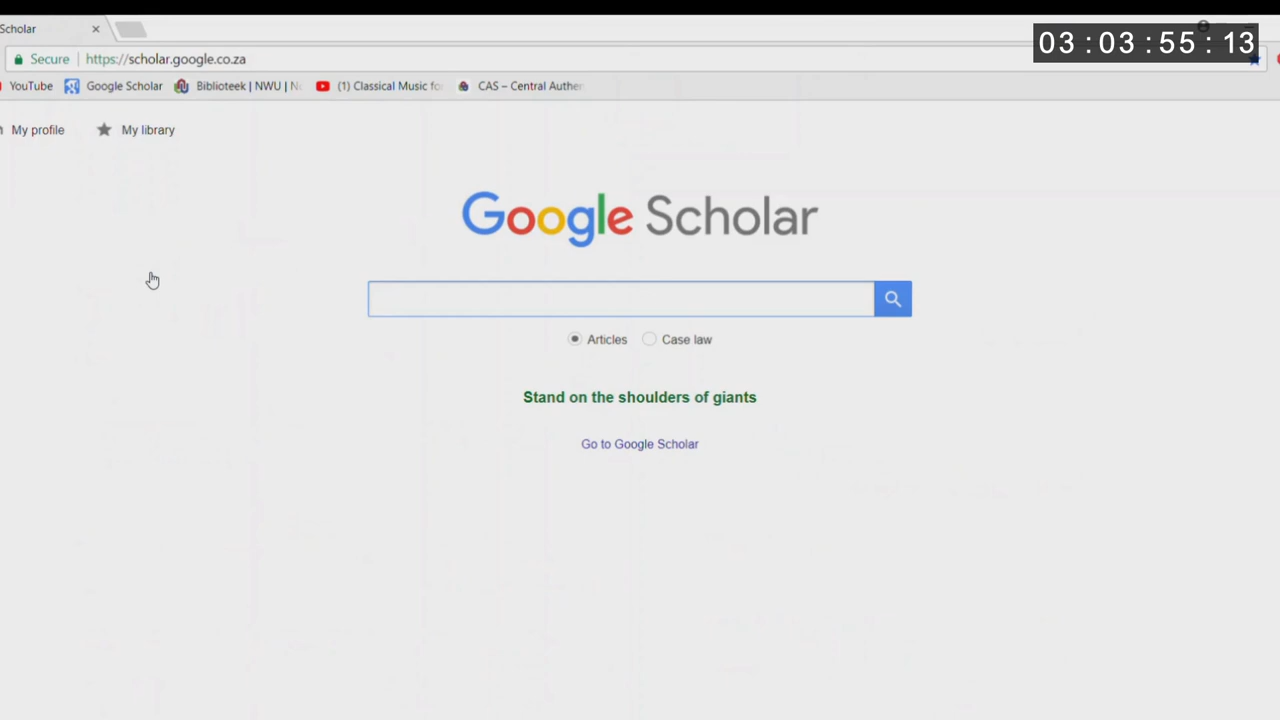 Scholar
03:03:55:13
Secure https://scholar.google.co.za
YouTube Google Scholar Biblioteek | NWU | N (1) Classical Music fo CAS – Central Authen
My profile My library
Google Scholar
Articles Case law
Stand on the shoulders of giants
Go to Google Scholar